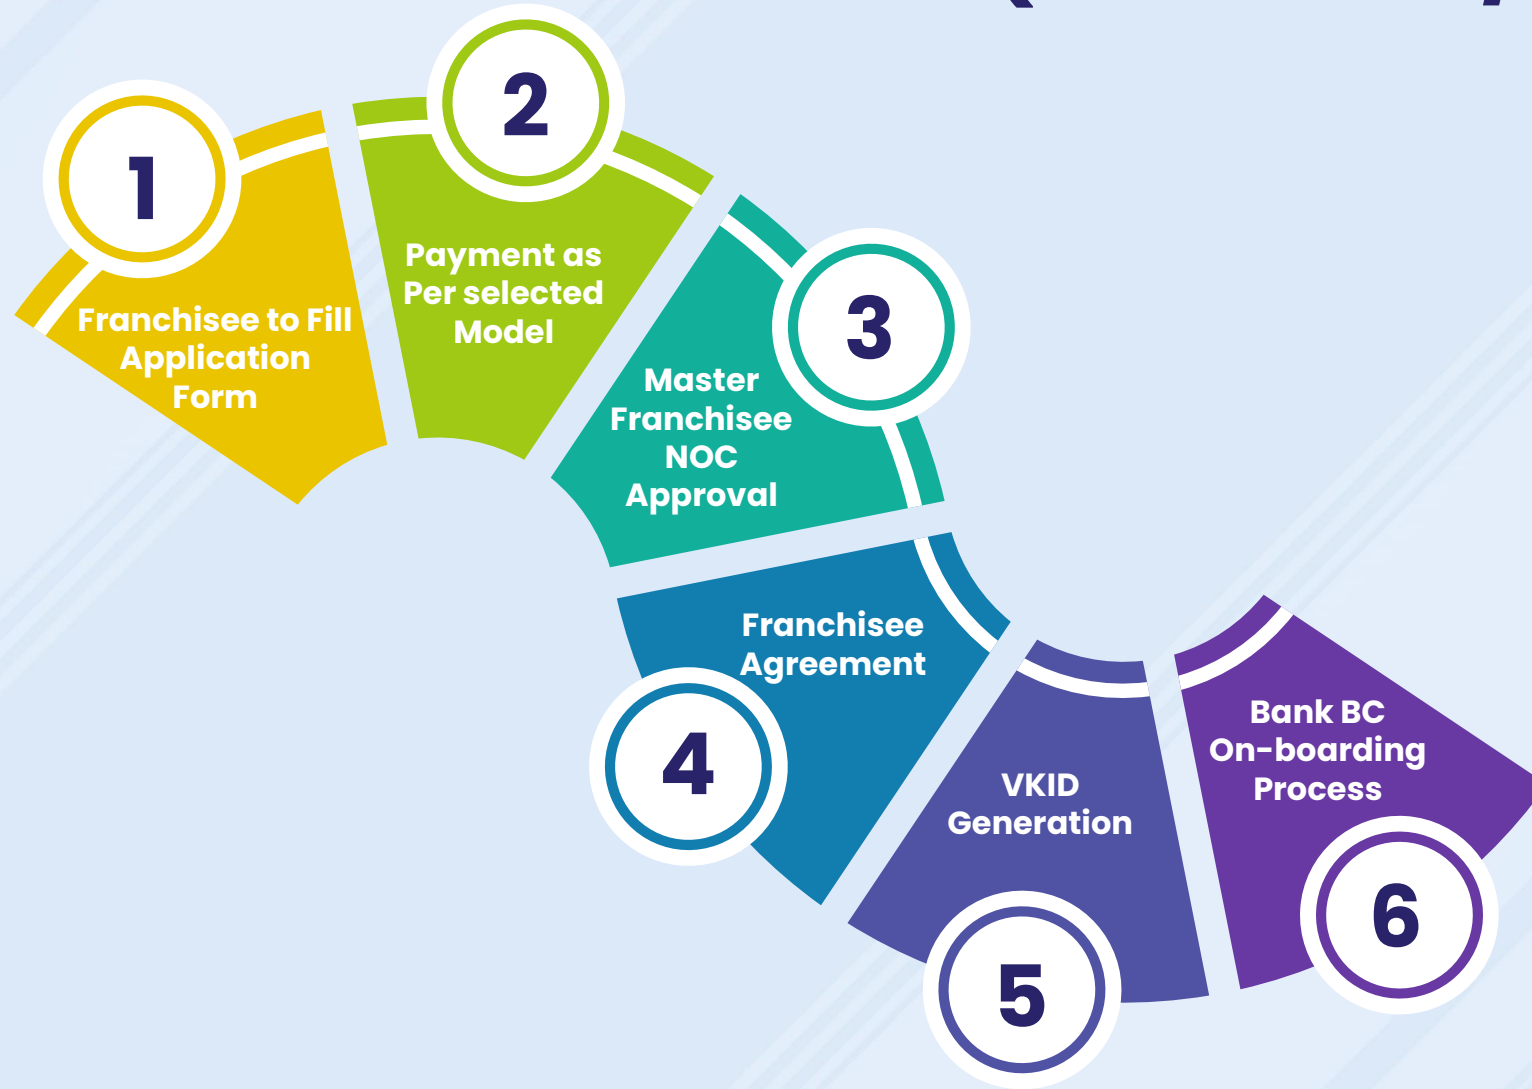 1
Franchisee to Fill
Application
Form
2
Payment as
Per selected
Model
3
Master
Franchisee
NOC
Approval
4
Franchisee
Agreement
5
VKID
Generation
6
Bank BC
On-boarding
Process